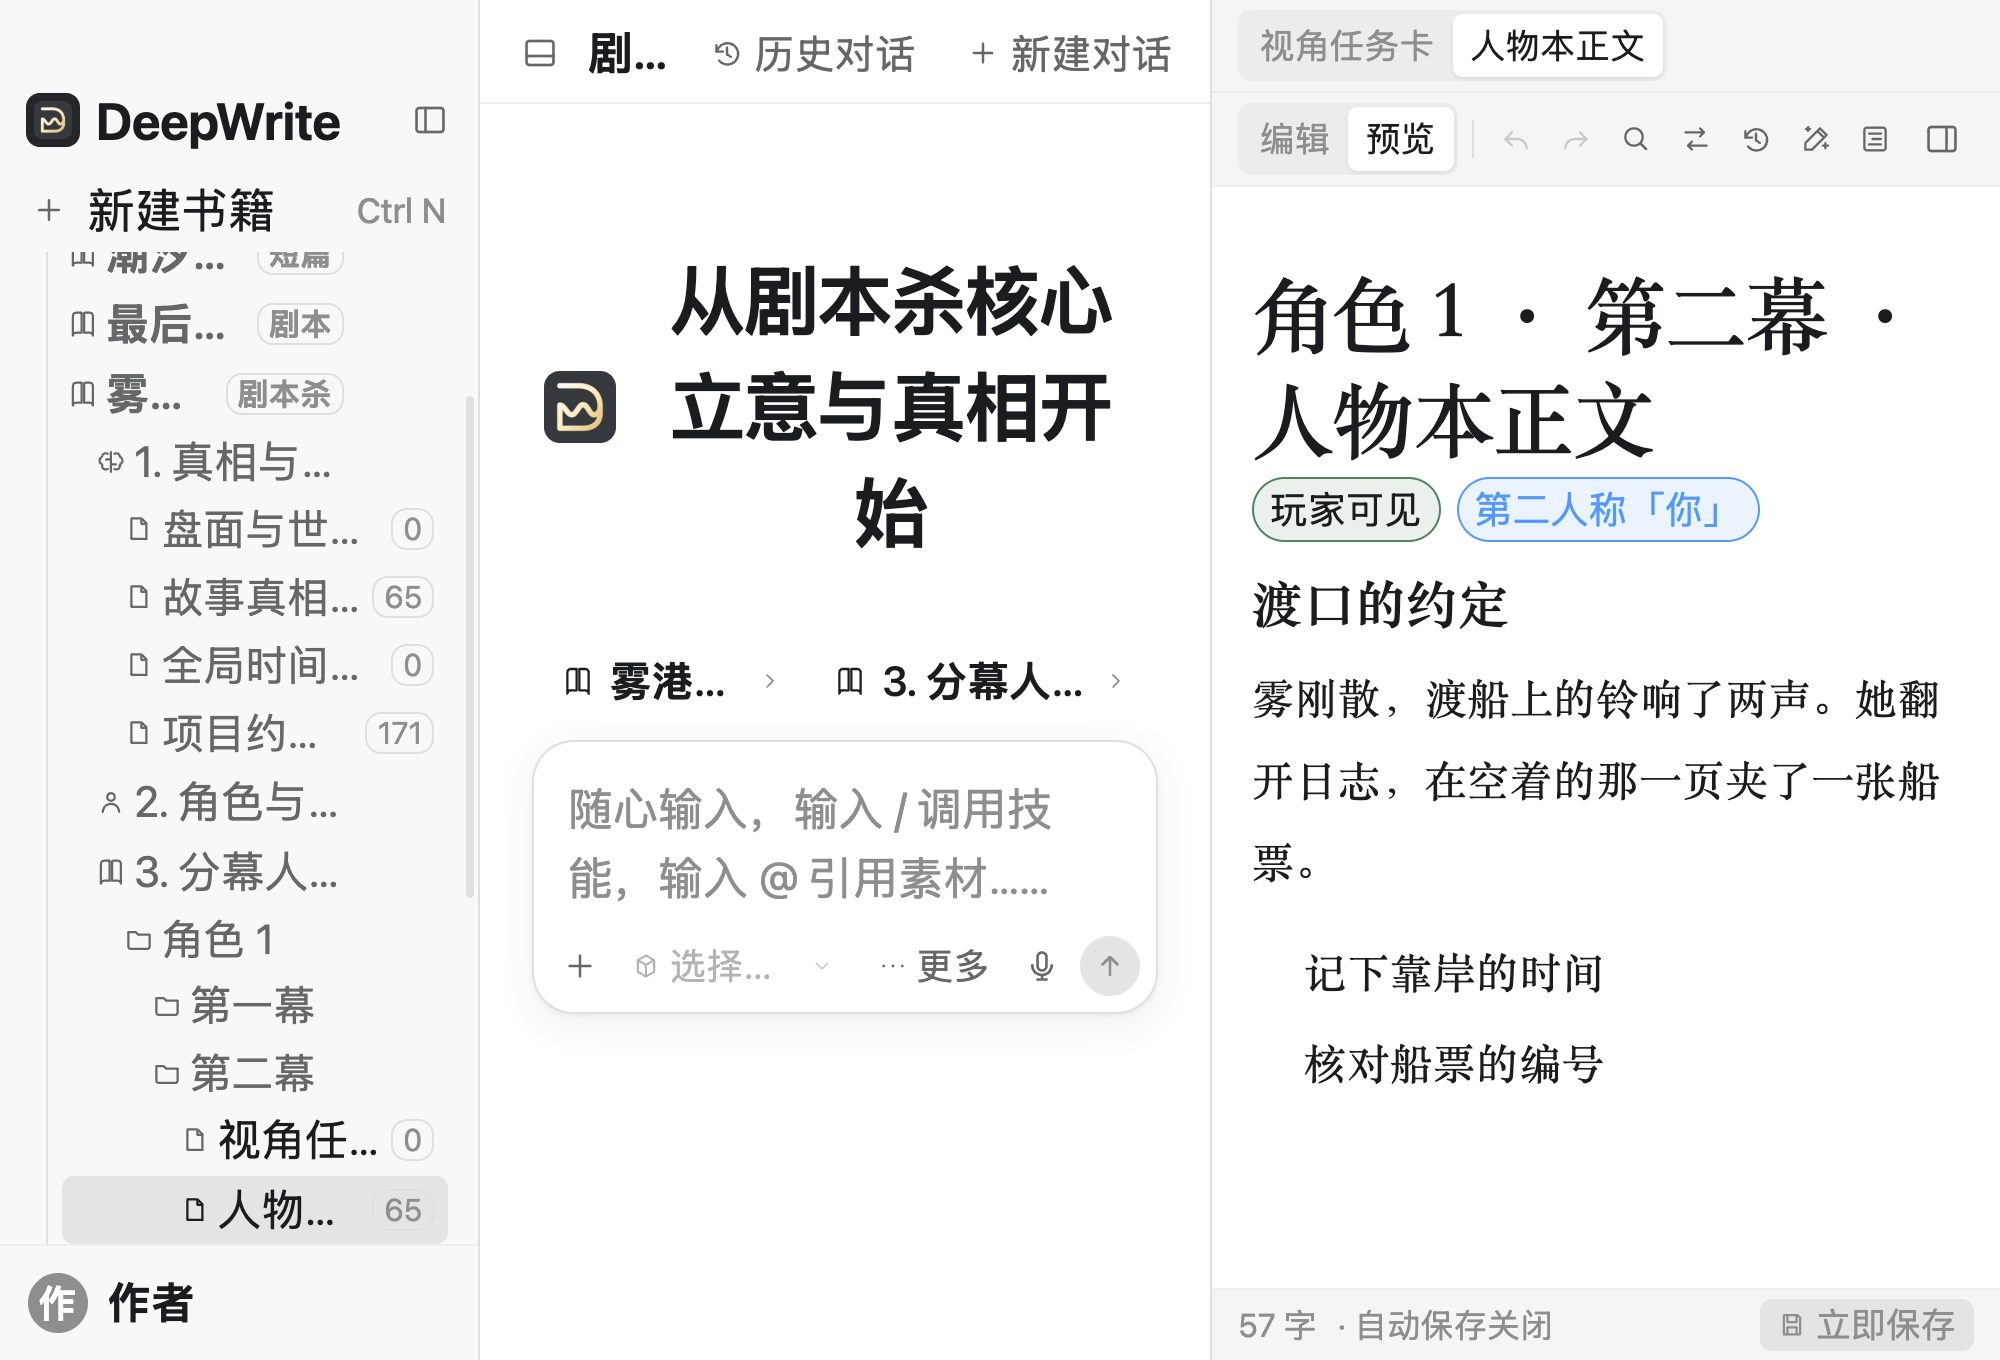 DeepWrite
新建书籍 Ctrl N
潮汐... 短篇
最后... 剧本
雾... 剧本杀
1. 真相与...
盘面与世... 0
故事真相... 65
全局时间... 0
项目约... 171
2. 角色与...
3. 分幕人...
角色 1
第一幕
第二幕
视角任... 0
人物... 65
作 作者
剧... 历史对话 新建对话
从剧本杀核心
立意与真相开
始
雾港... 3. 分幕人...
随心输入，输入 / 调用技
能，输入 @ 引用素材......
选择... 更多
视角任务卡 人物本正文
编辑 预览
角色 1 · 第二幕 ·
人物本正文
玩家可见 第二人称「你」
渡口的约定
雾刚散，渡船上的铃响了两声。她翻
开日志，在空着的那一页夹了一张船
票。
记下靠岸的时间
核对船票的编号
57 字 · 自动保存关闭 立即保存